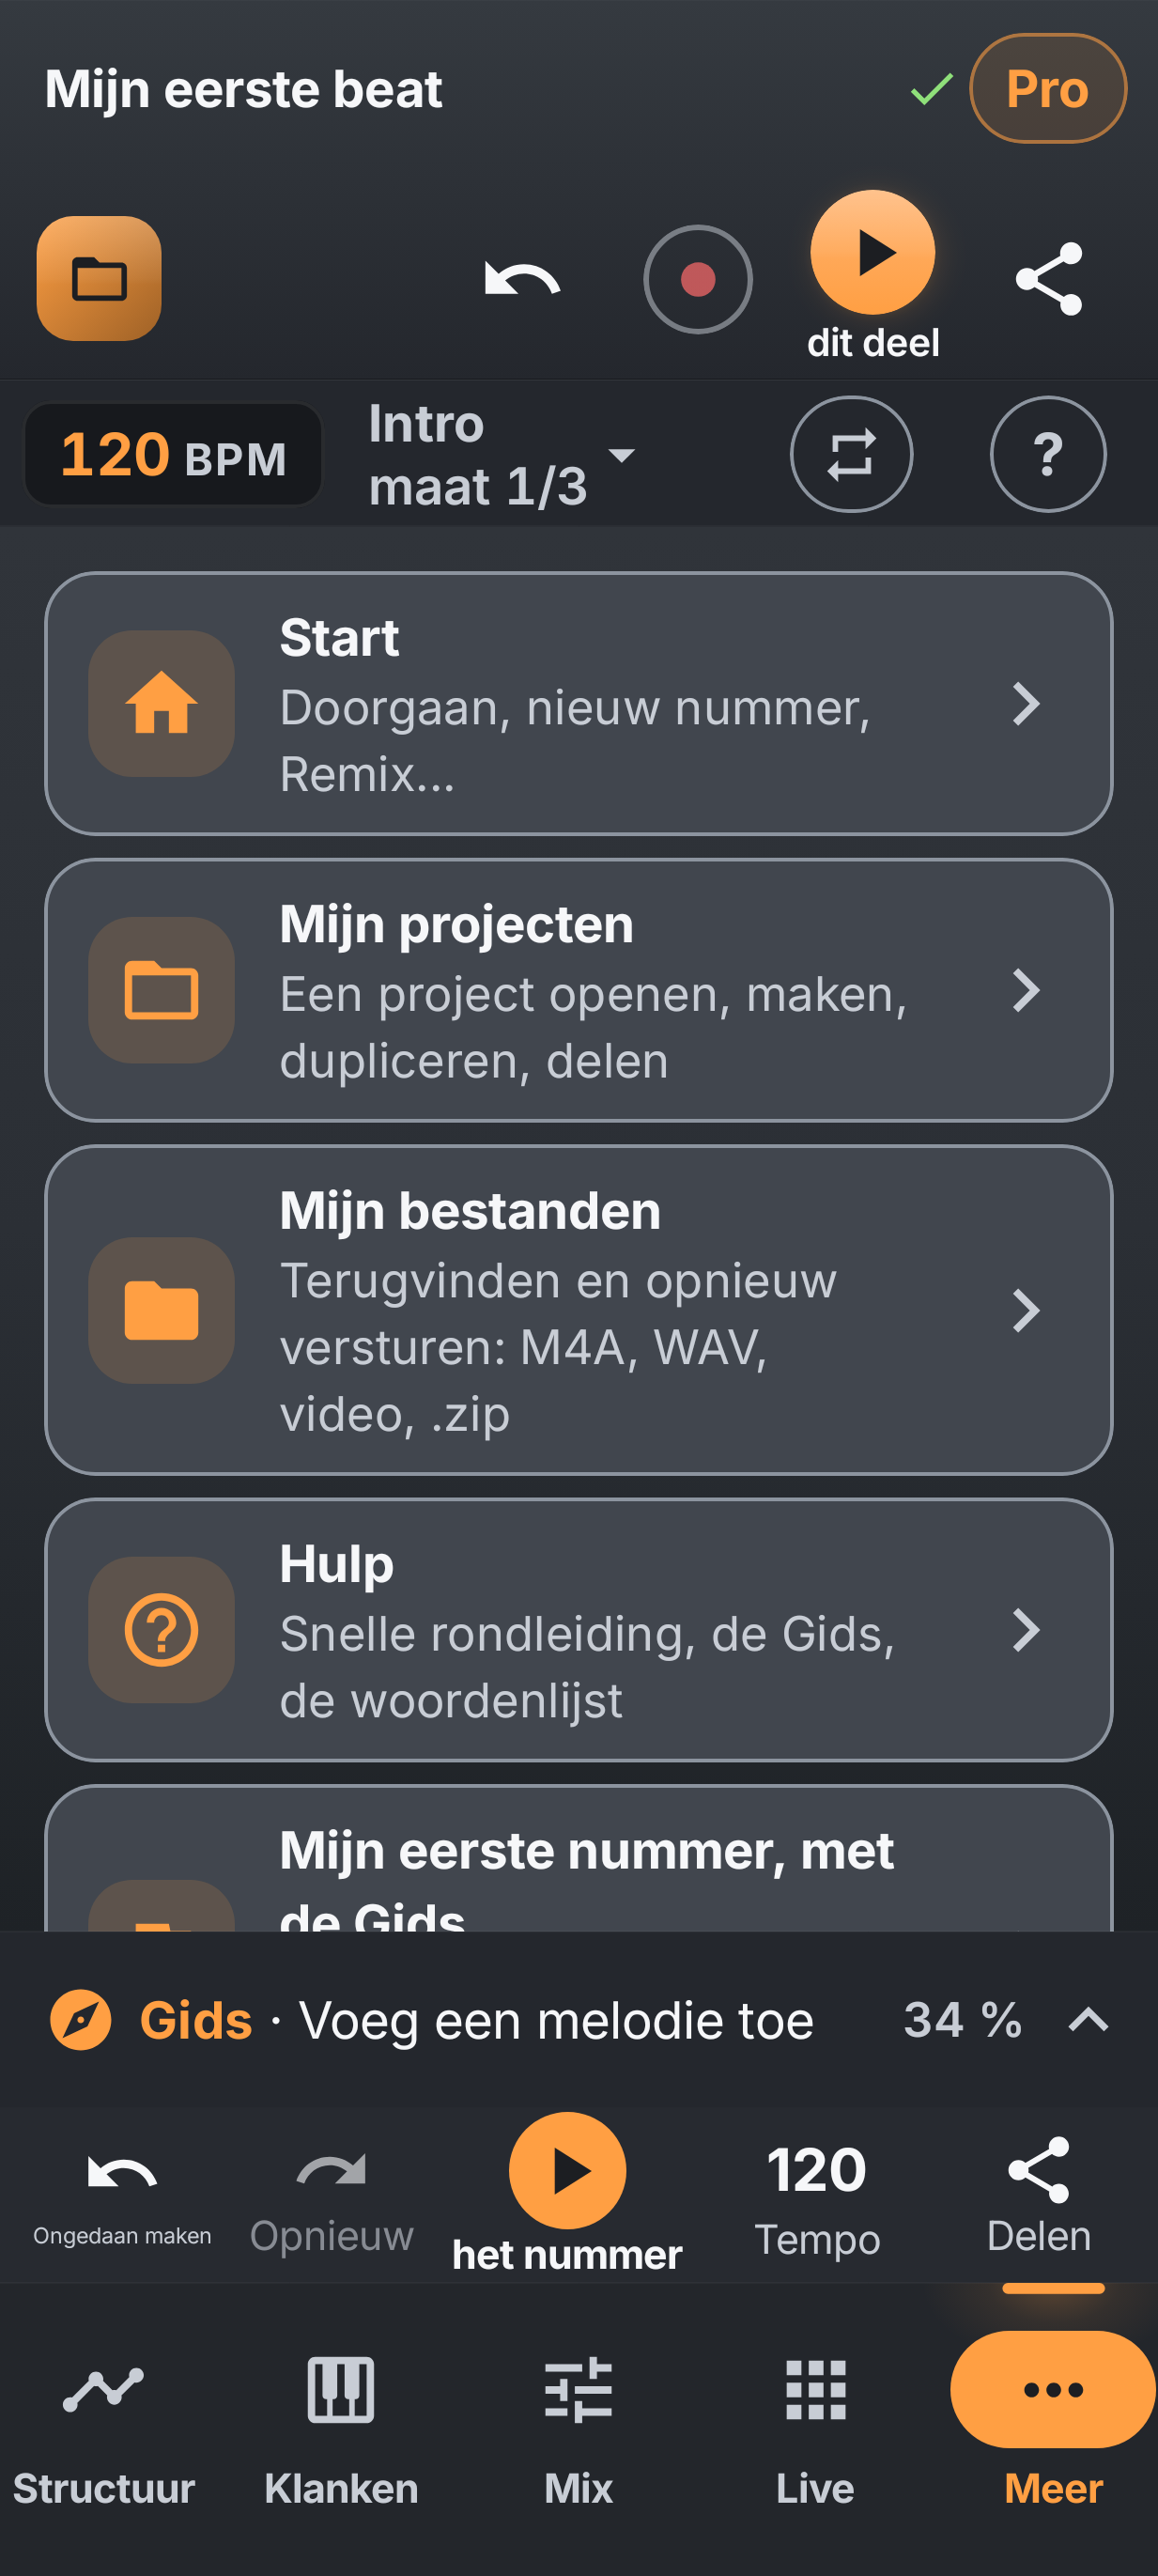 Mijn eerste beat
Pro
dit deel
120 BPM
Intro
maat 1/3
?
Start
Doorgaan, nieuw nummer,
Remix...
Mijn projecten
Een project openen, maken,
dupliceren, delen
Mijn bestanden
Terugvinden en opnieuw
versturen: M4A, WAV,
video, .zip
Hulp
Snelle rondleiding, de Gids,
de woordenlijst
Mijn eerste nummer, met
de Gids
Gids · Voeg een melodie toe
34 %
Ongedaan maken
Opnieuw
het nummer
120
Tempo
Delen
Structuur
Klanken
Mix
Live
Meer